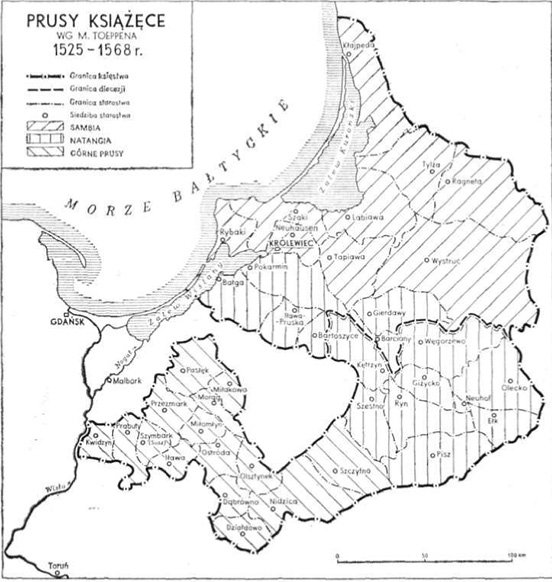 PRUSY KSIĄŻĘCE
WG M. TOEPPENA
1525 – 1568 r.
Granica księstwa
Granica diecezji
Granica starostwa
Siedziba starostwa
SAMBIA
NATANGIA
GÓRNE PRUSY
MORZE BAŁTYCKIE
Kłajpeda
Zalew Kuroński
Tylża
Ragneta
Szaki
Labiawa
Neuhausen
Rybaki
KRÓLEWIEC
Tapiawa
Wystruć
Pokarmin
Bałga
Zalew Wiślany
GDAŃSK
Gierdawy
Iława-
Pruska
Bartoszyce
Barciany
Węgorzewo
Nogat
Malbork
Pasłęk
Kętrzyn
Giżycko
Olecko
Miłakowo
Morąg
Szestno
Ryn
Neuhof
Przezmark
Ełk
Prabuty
Miłomłyn
Kwidzyn
Szymbark
Ostróda
Pisz
Iława
Olsztynek
Szczytno
Wisła
Dąbrówno
Nidzica
Działdowo
Toruń
0 50 100 km